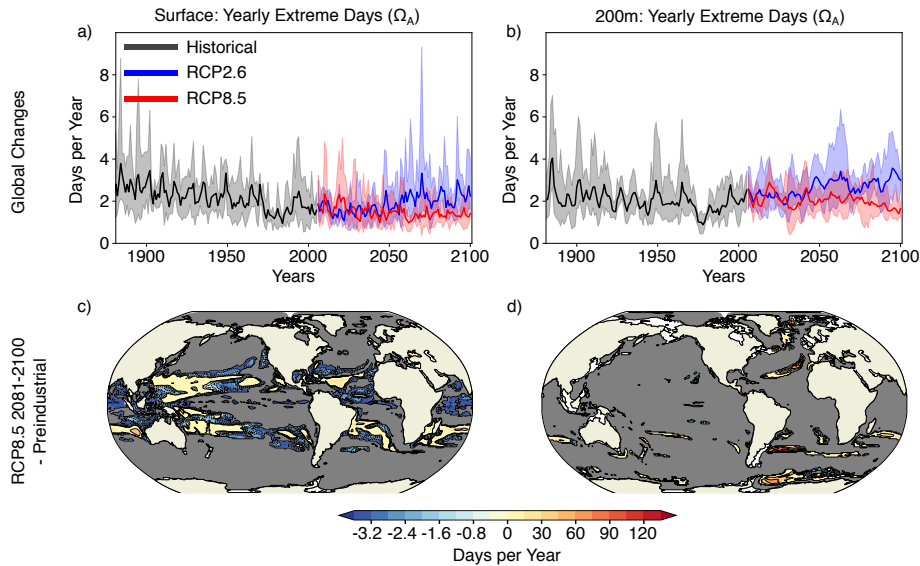 Surface: Yearly Extreme Days (Ω_A)
200m: Yearly Extreme Days (Ω_A)
a)
b)
Historical
RCP2.6
RCP8.5
Global Changes
Days per Year
8
6
4
2
0
1900 1950 2000 2050 2100
Years
Days per Year
8
6
4
2
0
1900 1950 2000 2050 2100
Years
c)
d)
RCP8.5 2081-2100
- Preindustrial
-3.2 -2.4 -1.6 -0.8 0 30 60 90 120
Days per Year